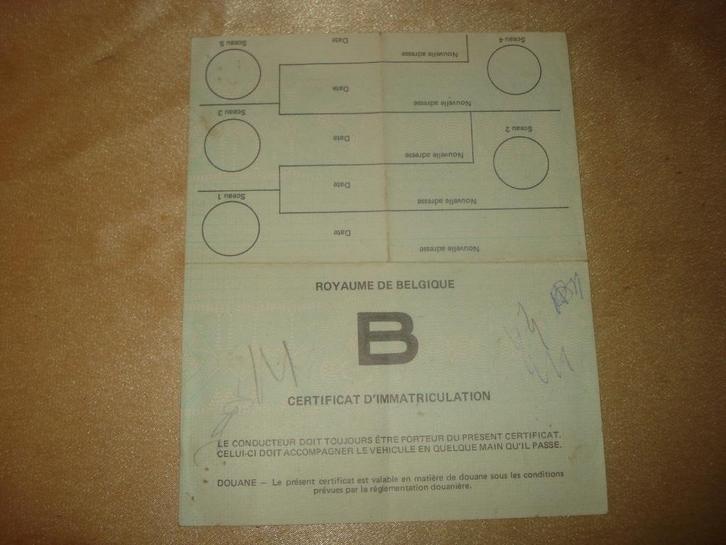 Sceau 5
Date
Nouvelle adresse
Sceau 4
Date
Nouvelle adresse
Sceau 3
Date
Nouvelle adresse
Sceau 2
Date
Nouvelle adresse
Sceau 1
Date
Nouvelle adresse
ROYAUME DE BELGIQUE
B
CERTIFICAT D'IMMATRICULATION
LE CONDUCTEUR DOIT TOUJOURS ÊTRE PORTEUR DU PRESENT CERTIFICAT.
CELUI-CI DOIT ACCOMPAGNER LE VEHICULE EN QUELQUE MAIN QU'IL PASSE.
DOUANE — Le présent certificat est valable en matière de douane sous les conditions
prévues par la réglementation douanière.